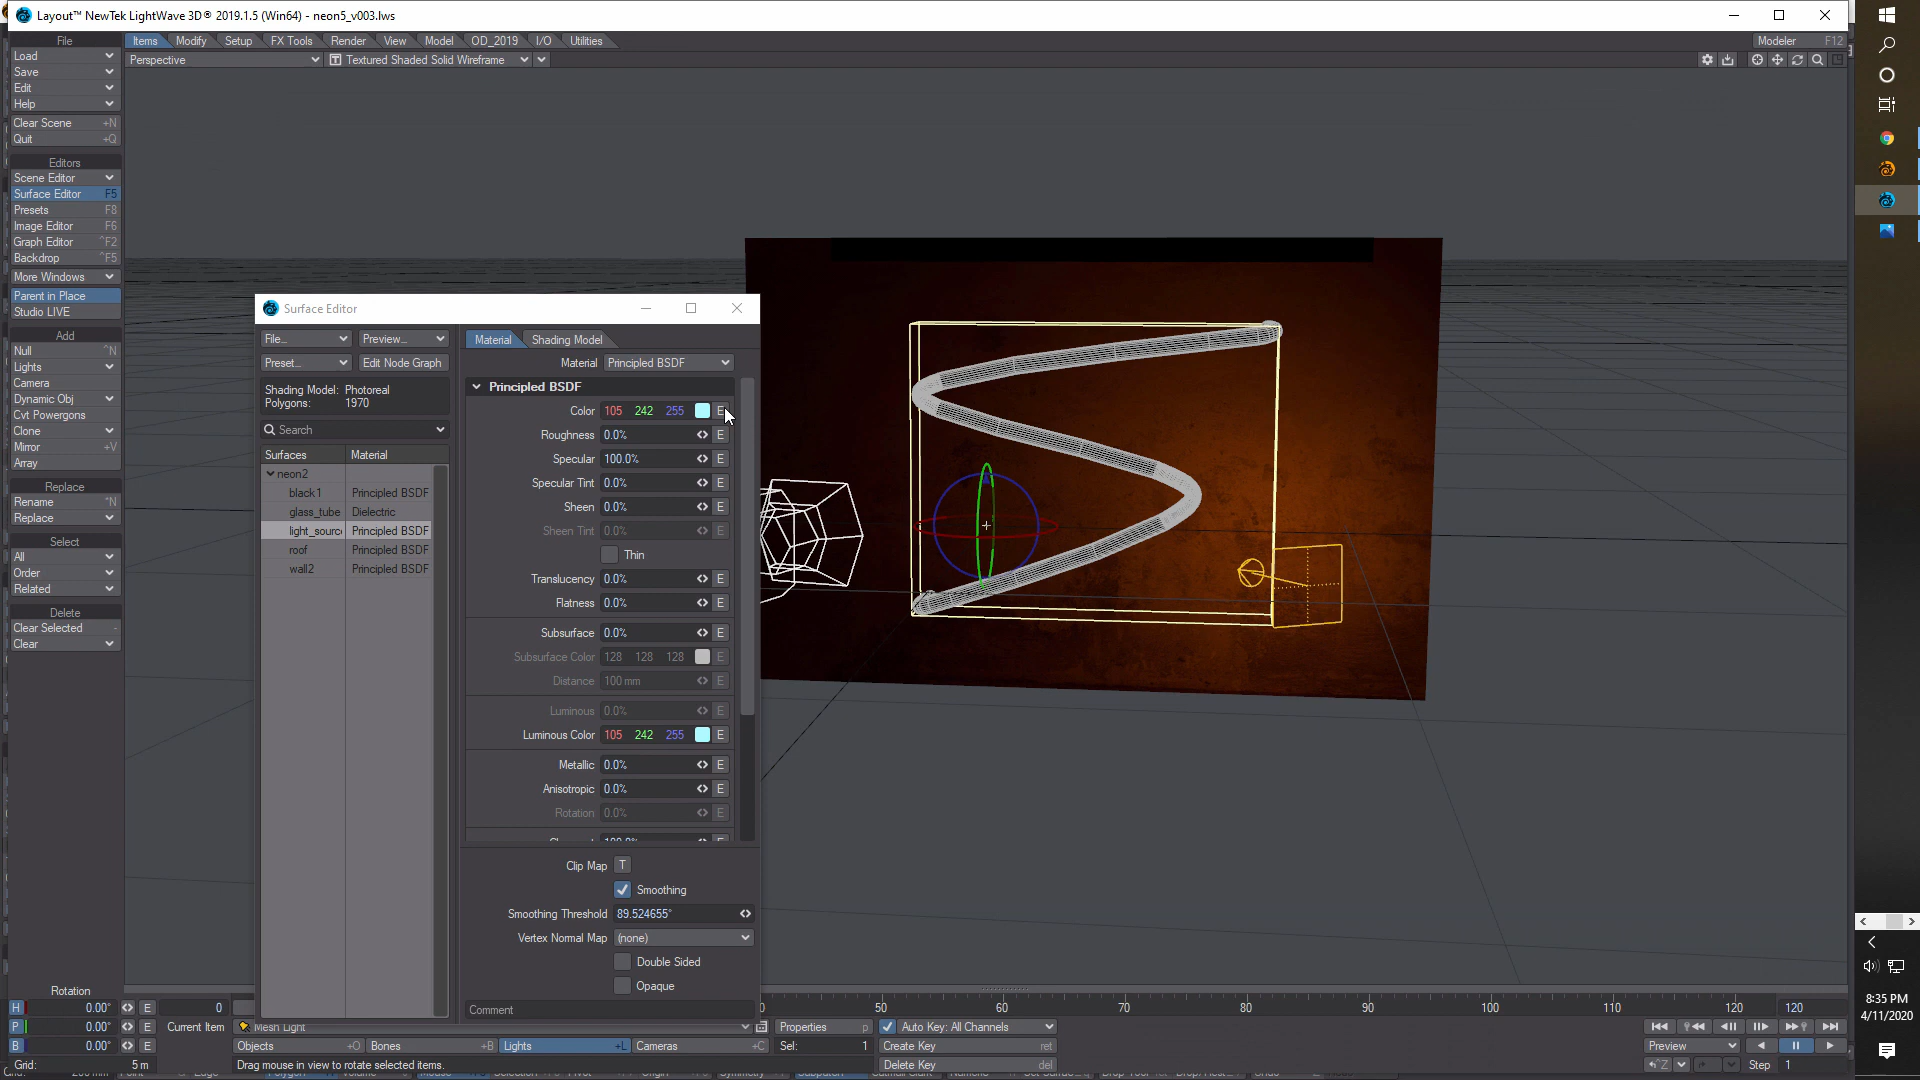 Layout™ NewTek LightWave 3D® 2019.1.5 (Win64) - neon5_v003.lws
File
Items Modify Setup FX Tools Render View Model OD_2019 I/O Utilities
Modeler F12
Load
Perspective
Textured Shaded Solid Wireframe
Save
Edit
Help
Clear Scene +N
Quit +Q
Editors
Scene Editor
Surface Editor F5
Presets F8
Image Editor F6
Graph Editor ^F2
Backdrop ^F5
More Windows
Parent in Place
Studio LIVE
Add
Null ^N
Lights
Camera
Dynamic Obj
Cvt Powergons
Clone
Mirror +V
Array
Replace
Rename ^N
Replace
Select
All
Order
Related
Delete
Clear Selected -
Clear
Surface Editor
File...
Preview...
Preset...
Edit Node Graph
Shading Model: Photoreal
Polygons: 1970
Search
Surfaces Material
neon2
black1 Principled BSDF
glass_tube Dielectric
light_sourc Principled BSDF
roof Principled BSDF
wall2 Principled BSDF
Material Shading Model
Material Principled BSDF
Principled BSDF
Color 105 242 255 E
Roughness 0.0% E
Specular 100.0% E
Specular Tint 0.0% E
Sheen 0.0% E
Sheen Tint 0.0% E
Thin
Translucency 0.0% E
Flatness 0.0% E
Subsurface 0.0% E
Subsurface Color 128 128 128 E
Distance 100 mm E
Luminous 0.0% E
Luminous Color 105 242 255 E
Metallic 0.0% E
Anisotropic 0.0% E
Rotation 0.0% E
Clip Map T
Smoothing
Smoothing Threshold 89.524655°
Vertex Normal Map (none)
Double Sided
Opaque
Comment
Rotation
H 0.00° E 0
P 0.00° E Current Item Mesh Light
B 0.00° E
Grid: 5 m
Objects +O Bones +B Lights +L Cameras +C
Drag mouse in view to rotate selected items.
0 50 60 70 80 90 100 110 120 120
Properties p
Sel: 1
Auto Key: All Channels
Create Key ret
Delete Key del
Preview
Step 1
8:35 PM
4/11/2020